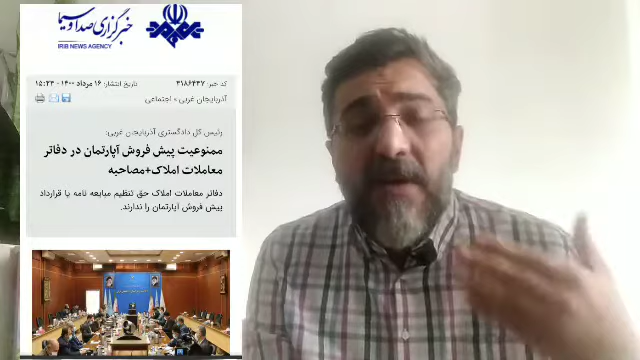 خبرگزاری صدا و سیما
IRIB NEWS AGENCY
کد خبر: ۳۱۸۶۴۴۷
تاریخ انتشار: ۱۶ مرداد ۱۴۰۰ - ۱۵:۲۳
آذربایجان غربی » اجتماعی
رئیس کل دادگستری آذربایجان غربی:
ممنوعیت پیش فروش آپارتمان در دفاتر
معاملات املاک+مصاحبه
دفاتر معاملات املاک حق تنظیم مبایعه نامه یا قرارداد
پیش فروش آپارتمان را ندارند.